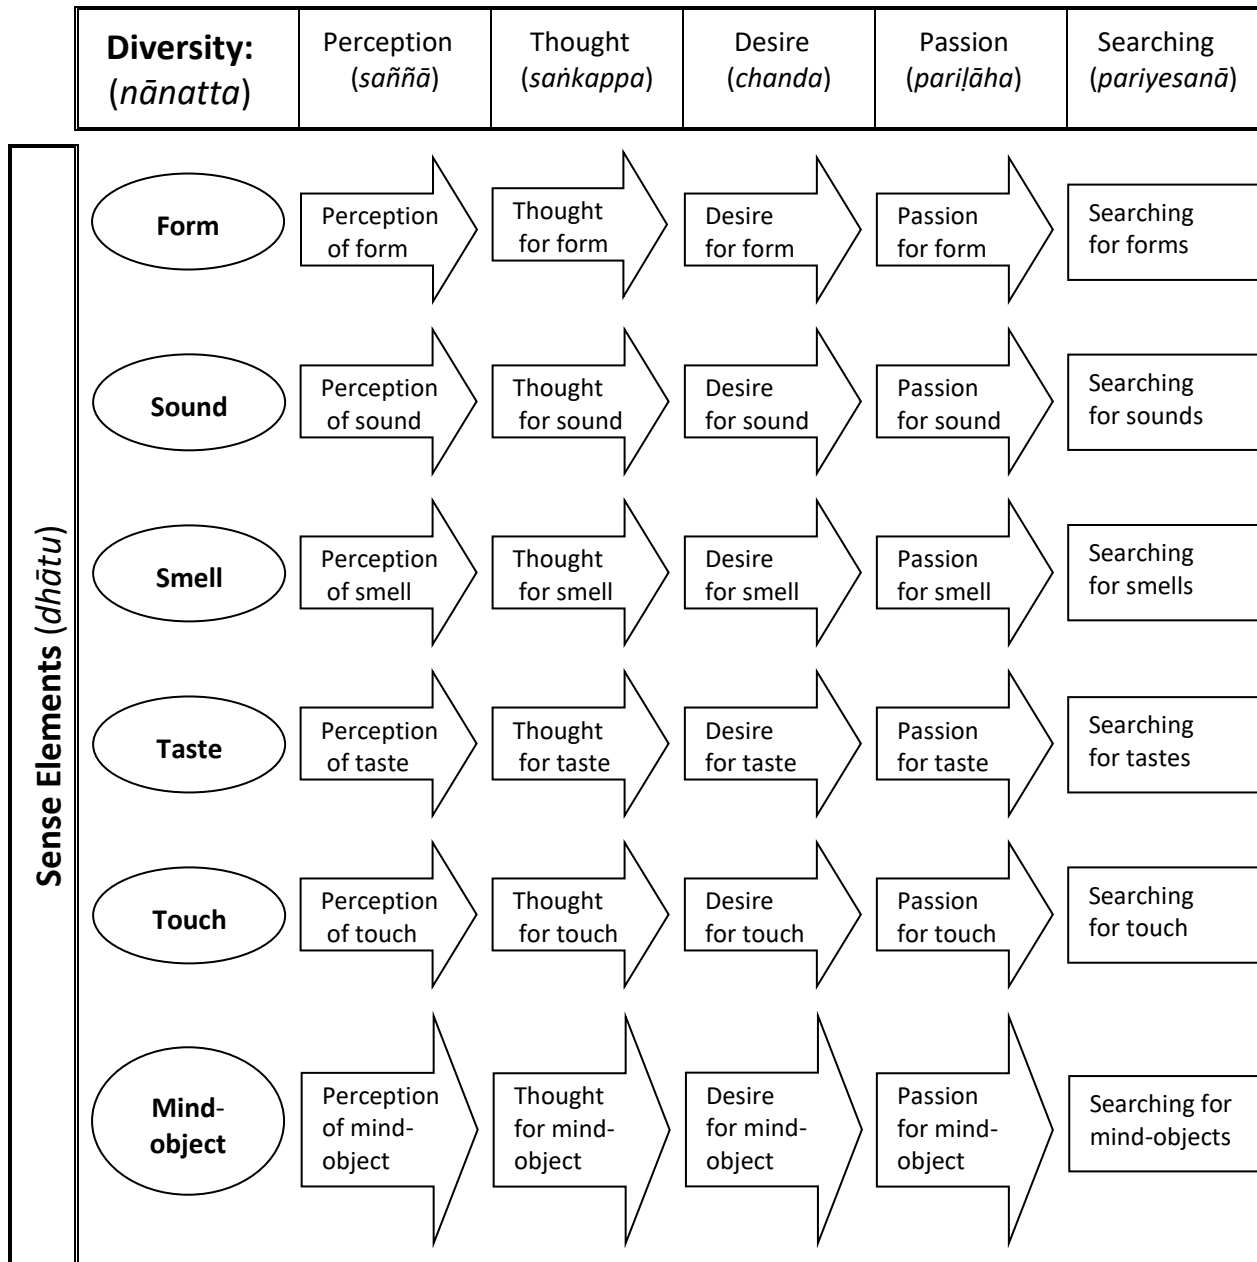 Diversity:
(nānatta)
Perception
(saññā)
Thought
(saṅkappa)
Desire
(chanda)
Passion
(pariḷāha)
Searching
(pariyesanā)
Sense Elements (dhātu)
Form
Perception
of form
Thought
for form
Desire
for form
Passion
for form
Searching
for forms
Sound
Perception
of sound
Thought
for sound
Desire
for sound
Passion
for sound
Searching
for sounds
Smell
Perception
of smell
Thought
for smell
Desire
for smell
Passion
for smell
Searching
for smells
Taste
Perception
of taste
Thought
for taste
Desire
for taste
Passion
for taste
Searching
for tastes
Touch
Perception
of touch
Thought
for touch
Desire
for touch
Passion
for touch
Searching
for touch
Mind-
object
Perception
of mind-
object
Thought
for mind-
object
Desire
for mind-
object
Passion
for mind-
object
Searching for
mind-objects